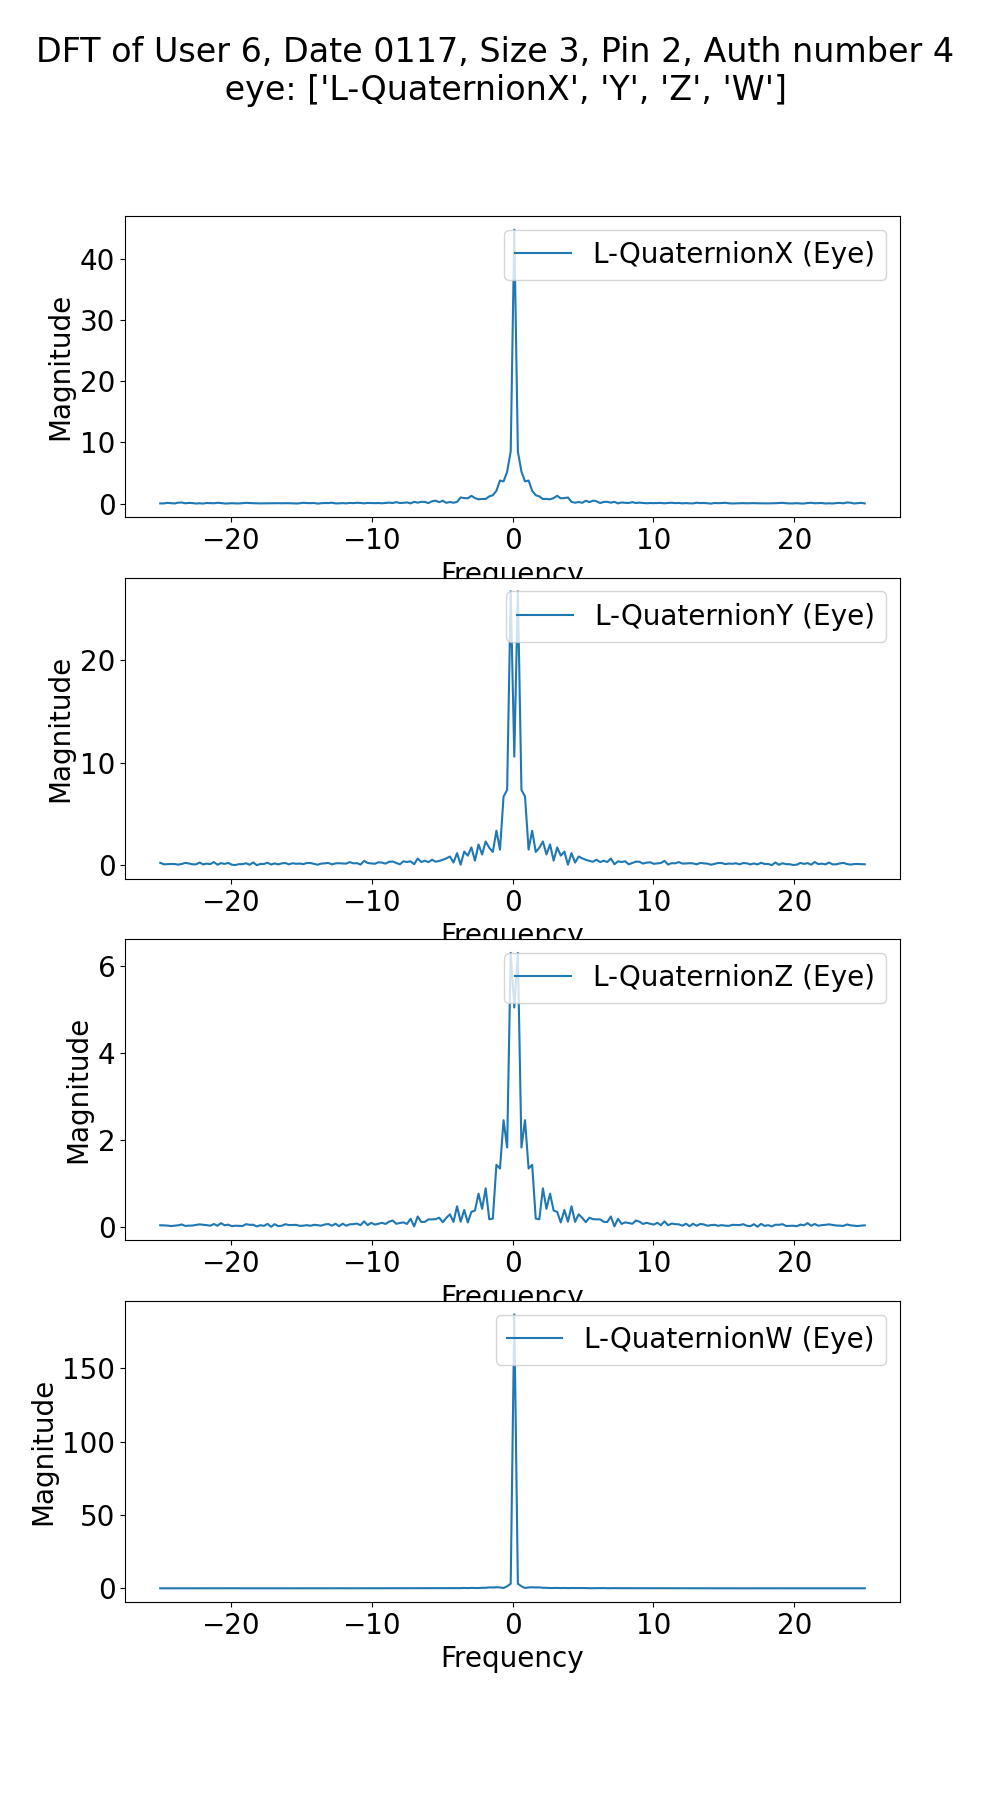 DFT of User 6, Date 0117, Size 3, Pin 2, Auth number 4
eye: ['L-QuaternionX', 'Y', 'Z', 'W']
L-QuaternionX (Eye)
Magnitude
40
30
20
10
0
−20 −10 0 10 20
Frequency
L-QuaternionY (Eye)
Magnitude
20
10
0
−20 −10 0 10 20
Frequency
L-QuaternionZ (Eye)
Magnitude
6
4
2
0
−20 −10 0 10 20
Frequency
L-QuaternionW (Eye)
Magnitude
150
100
50
0
−20 −10 0 10 20
Frequency